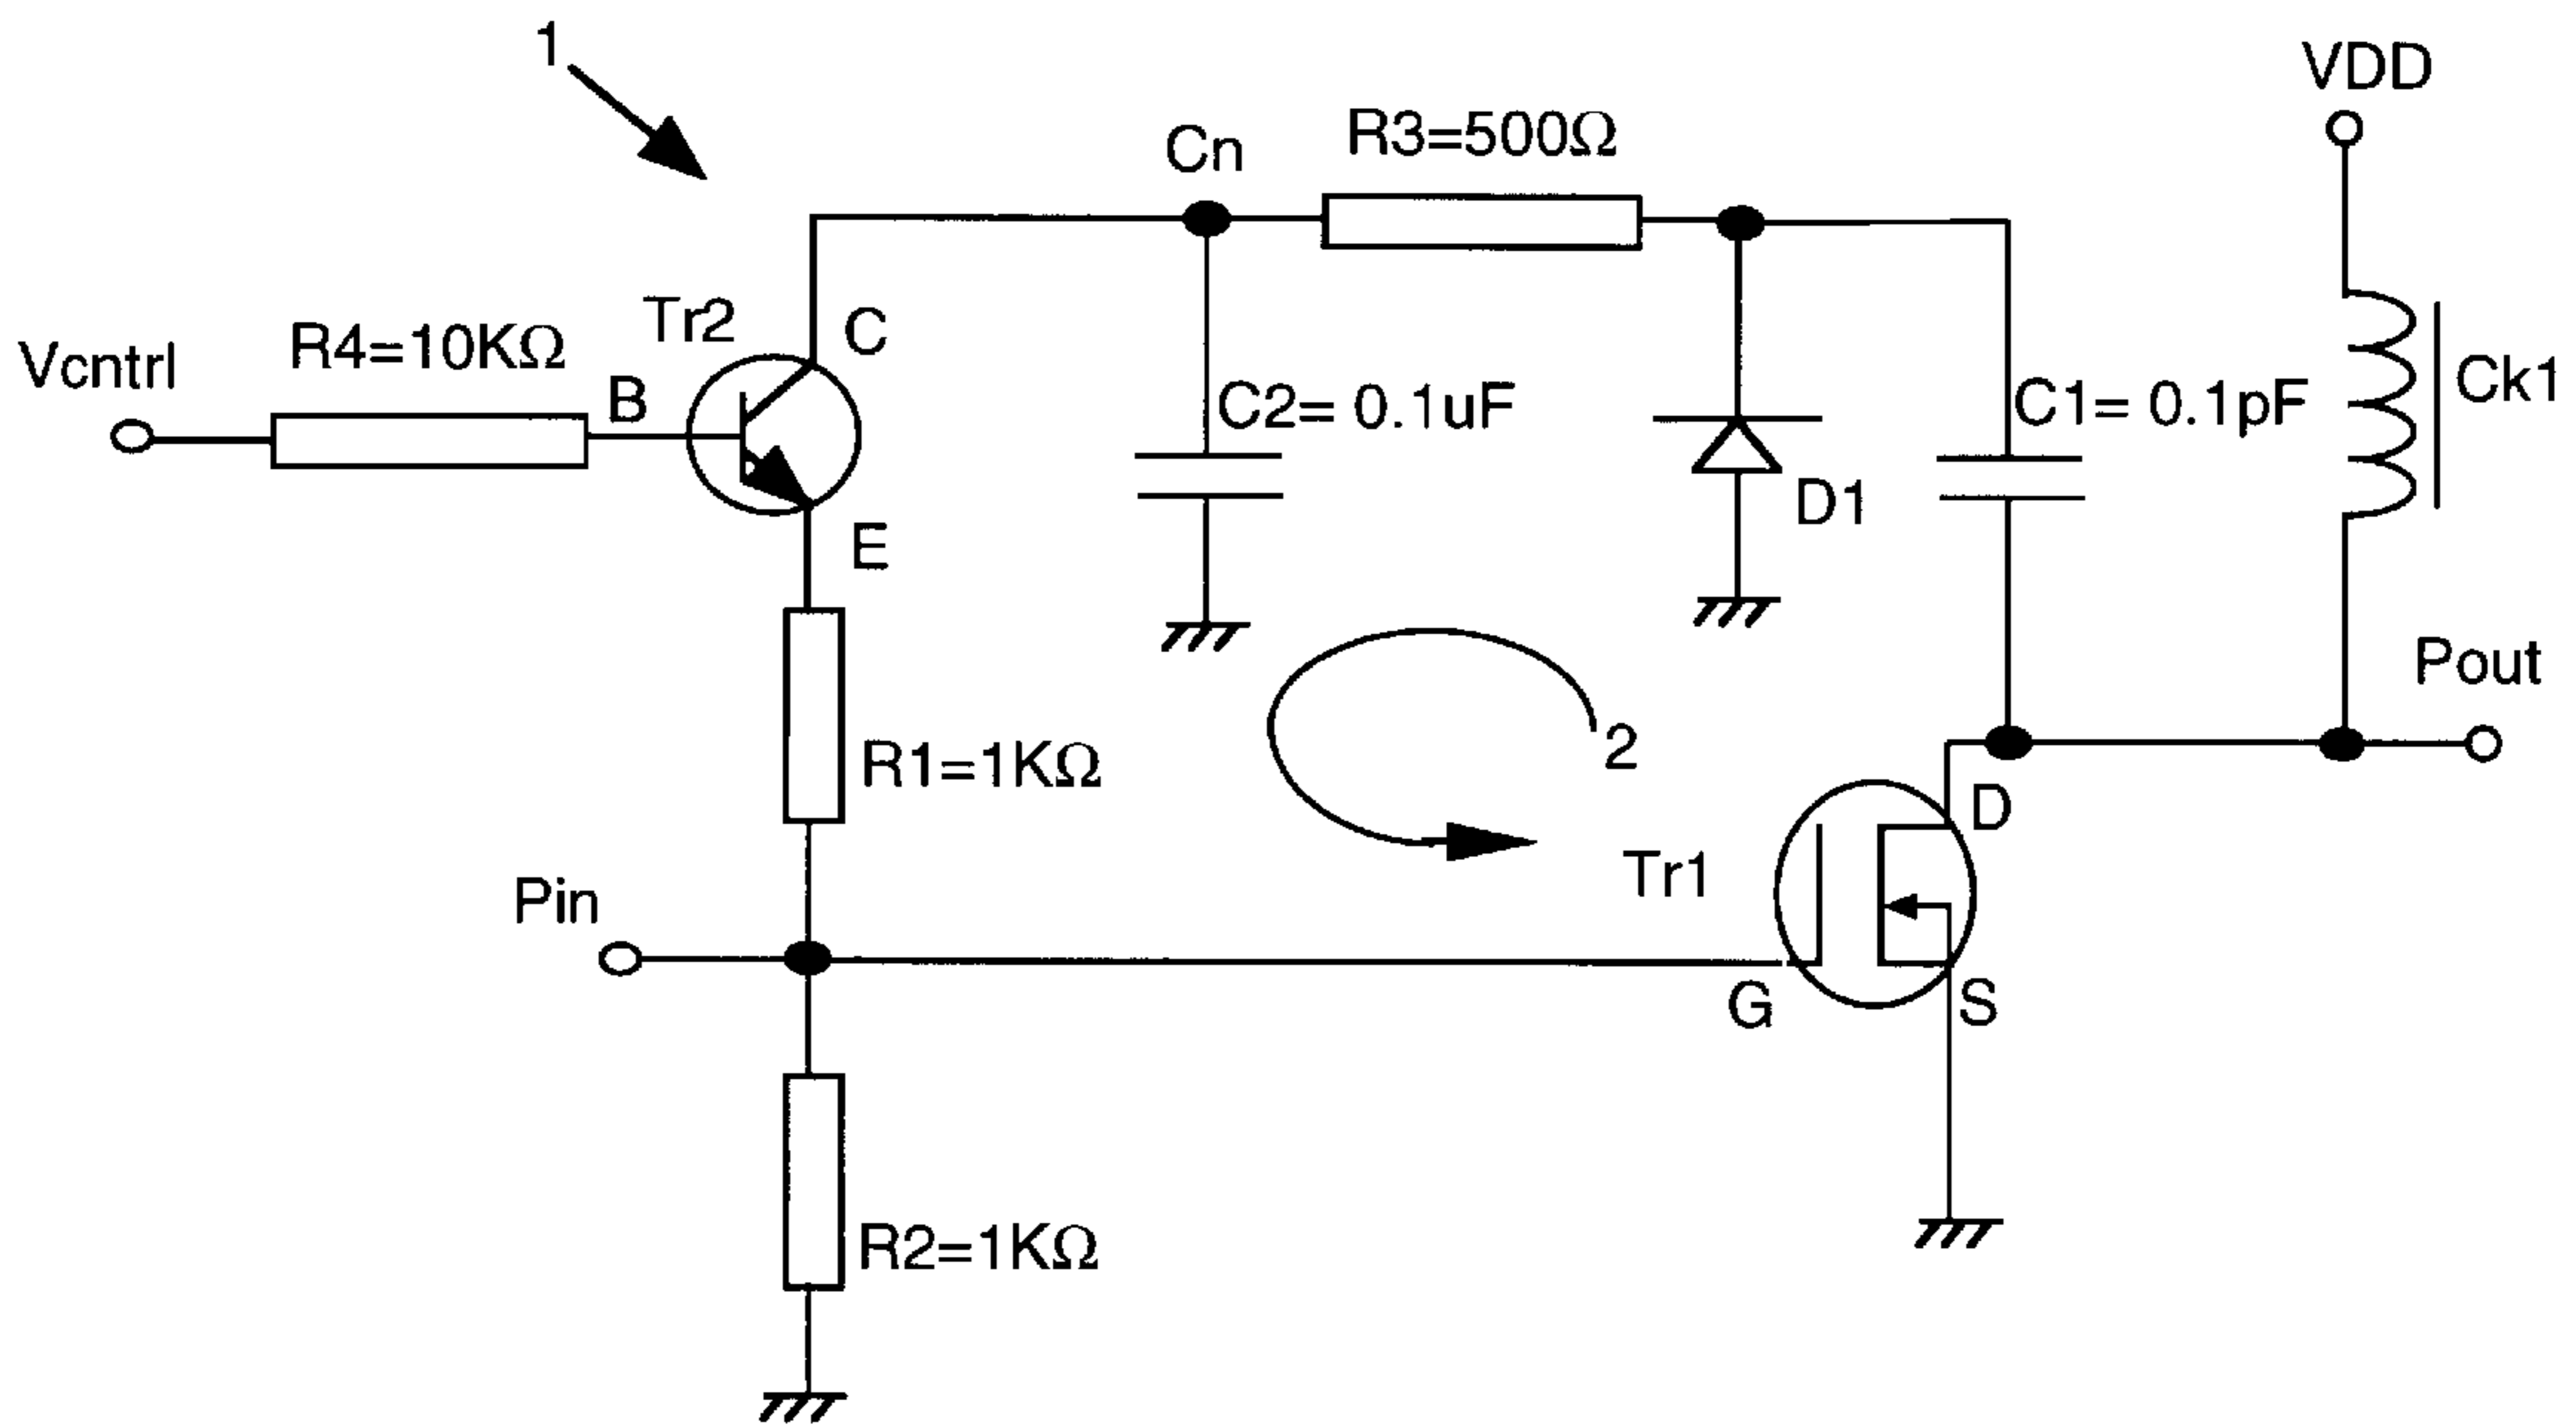 1
VDD
Cn
R3=500Ω
Tr2
C
Vcntrl
R4=10KΩ
B
C2= 0.1uF
C1= 0.1pF
Ck1
D1
E
Pout
2
R1=1KΩ
D
Tr1
Pin
G
S
R2=1KΩ